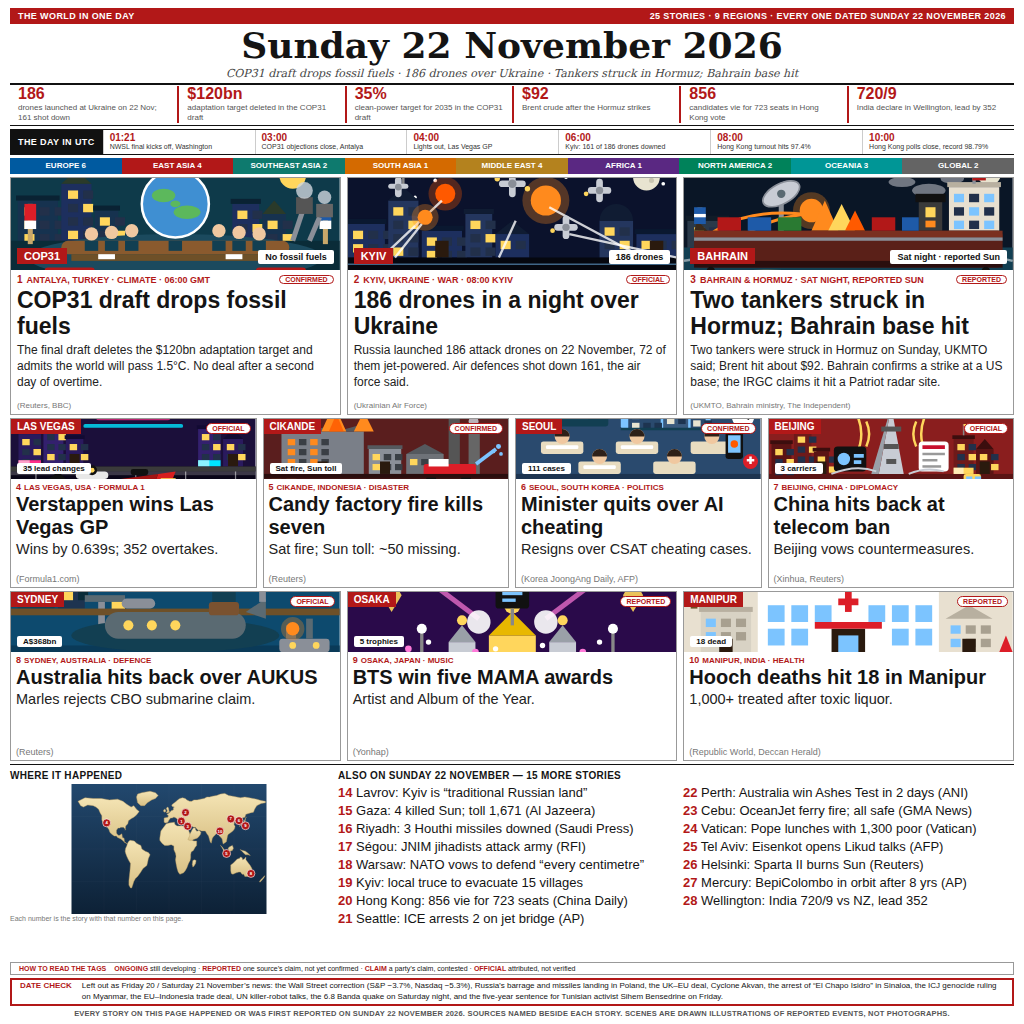 THE WORLD IN ONE DAY
25 STORIES · 9 REGIONS · EVERY ONE DATED SUNDAY 22 NOVEMBER 2026
Sunday 22 November 2026
COP31 draft drops fossil fuels · 186 drones over Ukraine · Tankers struck in Hormuz; Bahrain base hit
186
drones launched at Ukraine on 22 Nov;
161 shot down
$120bn
adaptation target deleted in the COP31
draft
35%
clean-power target for 2035 in the COP31
draft
$92
Brent crude after the Hormuz strikes
856
candidates vie for 723 seats in Hong
Kong vote
720/9
India declare in Wellington, lead by 352
THE DAY IN UTC
01:21
NWSL final kicks off, Washington
03:00
COP31 objections close, Antalya
04:00
Lights out, Las Vegas GP
06:00
Kyiv: 161 of 186 drones downed
08:00
Hong Kong turnout hits 97.4%
10:00
Hong Kong polls close, record 98.79%
EUROPE 6
EAST ASIA 4
SOUTHEAST ASIA 2
SOUTH ASIA 1
MIDDLE EAST 4
AFRICA 1
NORTH AMERICA 2
OCEANIA 3
GLOBAL 2
COP31
No fossil fuels
1 ANTALYA, TURKEY · CLIMATE · 06:00 GMT
CONFIRMED
COP31 draft drops fossil
fuels
The final draft deletes the $120bn adaptation target and
admits the world will pass 1.5°C. No deal after a second
day of overtime.
(Reuters, BBC)
KYIV
186 drones
2 KYIV, UKRAINE · WAR · 08:00 KYIV
OFFICIAL
186 drones in a night over
Ukraine
Russia launched 186 attack drones on 22 November, 72 of
them jet-powered. Air defences shot down 161, the air
force said.
(Ukrainian Air Force)
BAHRAIN
Sat night · reported Sun
3 BAHRAIN & HORMUZ · SAT NIGHT, REPORTED SUN
REPORTED
Two tankers struck in
Hormuz; Bahrain base hit
Two tankers were struck in Hormuz on Sunday, UKMTO
said; Brent hit about $92. Bahrain confirms a strike at a US
base; the IRGC claims it hit a Patriot radar site.
(UKMTO, Bahrain ministry, The Independent)
LAS VEGAS
OFFICIAL
35 lead changes
4 LAS VEGAS, USA · FORMULA 1
Verstappen wins Las
Vegas GP
Wins by 0.639s; 352 overtakes.
(Formula1.com)
CIKANDE
CONFIRMED
Sat fire, Sun toll
5 CIKANDE, INDONESIA · DISASTER
Candy factory fire kills
seven
Sat fire; Sun toll: ~50 missing.
(Reuters)
SEOUL
CONFIRMED
111 cases
6 SEOUL, SOUTH KOREA · POLITICS
Minister quits over AI
cheating
Resigns over CSAT cheating cases.
(Korea JoongAng Daily, AFP)
BEIJING
OFFICIAL
3 carriers
7 BEIJING, CHINA · DIPLOMACY
China hits back at
telecom ban
Beijing vows countermeasures.
(Xinhua, Reuters)
SYDNEY
OFFICIAL
A$368bn
8 SYDNEY, AUSTRALIA · DEFENCE
Australia hits back over AUKUS
Marles rejects CBO submarine claim.
(Reuters)
OSAKA
REPORTED
5 trophies
9 OSAKA, JAPAN · MUSIC
BTS win five MAMA awards
Artist and Album of the Year.
(Yonhap)
MANIPUR
REPORTED
18 dead
10 MANIPUR, INDIA · HEALTH
Hooch deaths hit 18 in Manipur
1,000+ treated after toxic liquor.
(Republic World, Deccan Herald)
WHERE IT HAPPENED
Each number is the story with that number on this page.
ALSO ON SUNDAY 22 NOVEMBER — 15 MORE STORIES
14 Lavrov: Kyiv is “traditional Russian land”
15 Gaza: 4 killed Sun; toll 1,671 (Al Jazeera)
16 Riyadh: 3 Houthi missiles downed (Saudi Press)
17 Ségou: JNIM jihadists attack army (RFI)
18 Warsaw: NATO vows to defend “every centimetre”
19 Kyiv: local truce to evacuate 15 villages
20 Hong Kong: 856 vie for 723 seats (China Daily)
21 Seattle: ICE arrests 2 on jet bridge (AP)
22 Perth: Australia win Ashes Test in 2 days (ANI)
23 Cebu: OceanJet ferry fire; all safe (GMA News)
24 Vatican: Pope lunches with 1,300 poor (Vatican)
25 Tel Aviv: Eisenkot opens Likud talks (AFP)
26 Helsinki: Sparta II burns Sun (Reuters)
27 Mercury: BepiColombo in orbit after 8 yrs (AP)
28 Wellington: India 720/9 vs NZ, lead 352
HOW TO READ THE TAGS ONGOING still developing · REPORTED one source's claim, not yet confirmed · CLAIM a party's claim, contested · OFFICIAL attributed, not verified
DATE CHECK Left out as Friday 20 / Saturday 21 November's news: the Wall Street correction (S&P −3.7%, Nasdaq −5.3%), Russia's barrage and missiles landing in Poland, the UK–EU deal, Cyclone Akvan, the arrest of “El Chapo Isidro” in Sinaloa, the ICJ genocide ruling
on Myanmar, the EU–Indonesia trade deal, UN killer-robot talks, the 6.8 Banda quake on Saturday night, and the five-year sentence for Tunisian activist Sihem Bensedrine on Friday.
EVERY STORY ON THIS PAGE HAPPENED OR WAS FIRST REPORTED ON SUNDAY 22 NOVEMBER 2026. SOURCES NAMED BESIDE EACH STORY. SCENES ARE DRAWN ILLUSTRATIONS OF REPORTED EVENTS, NOT PHOTOGRAPHS.